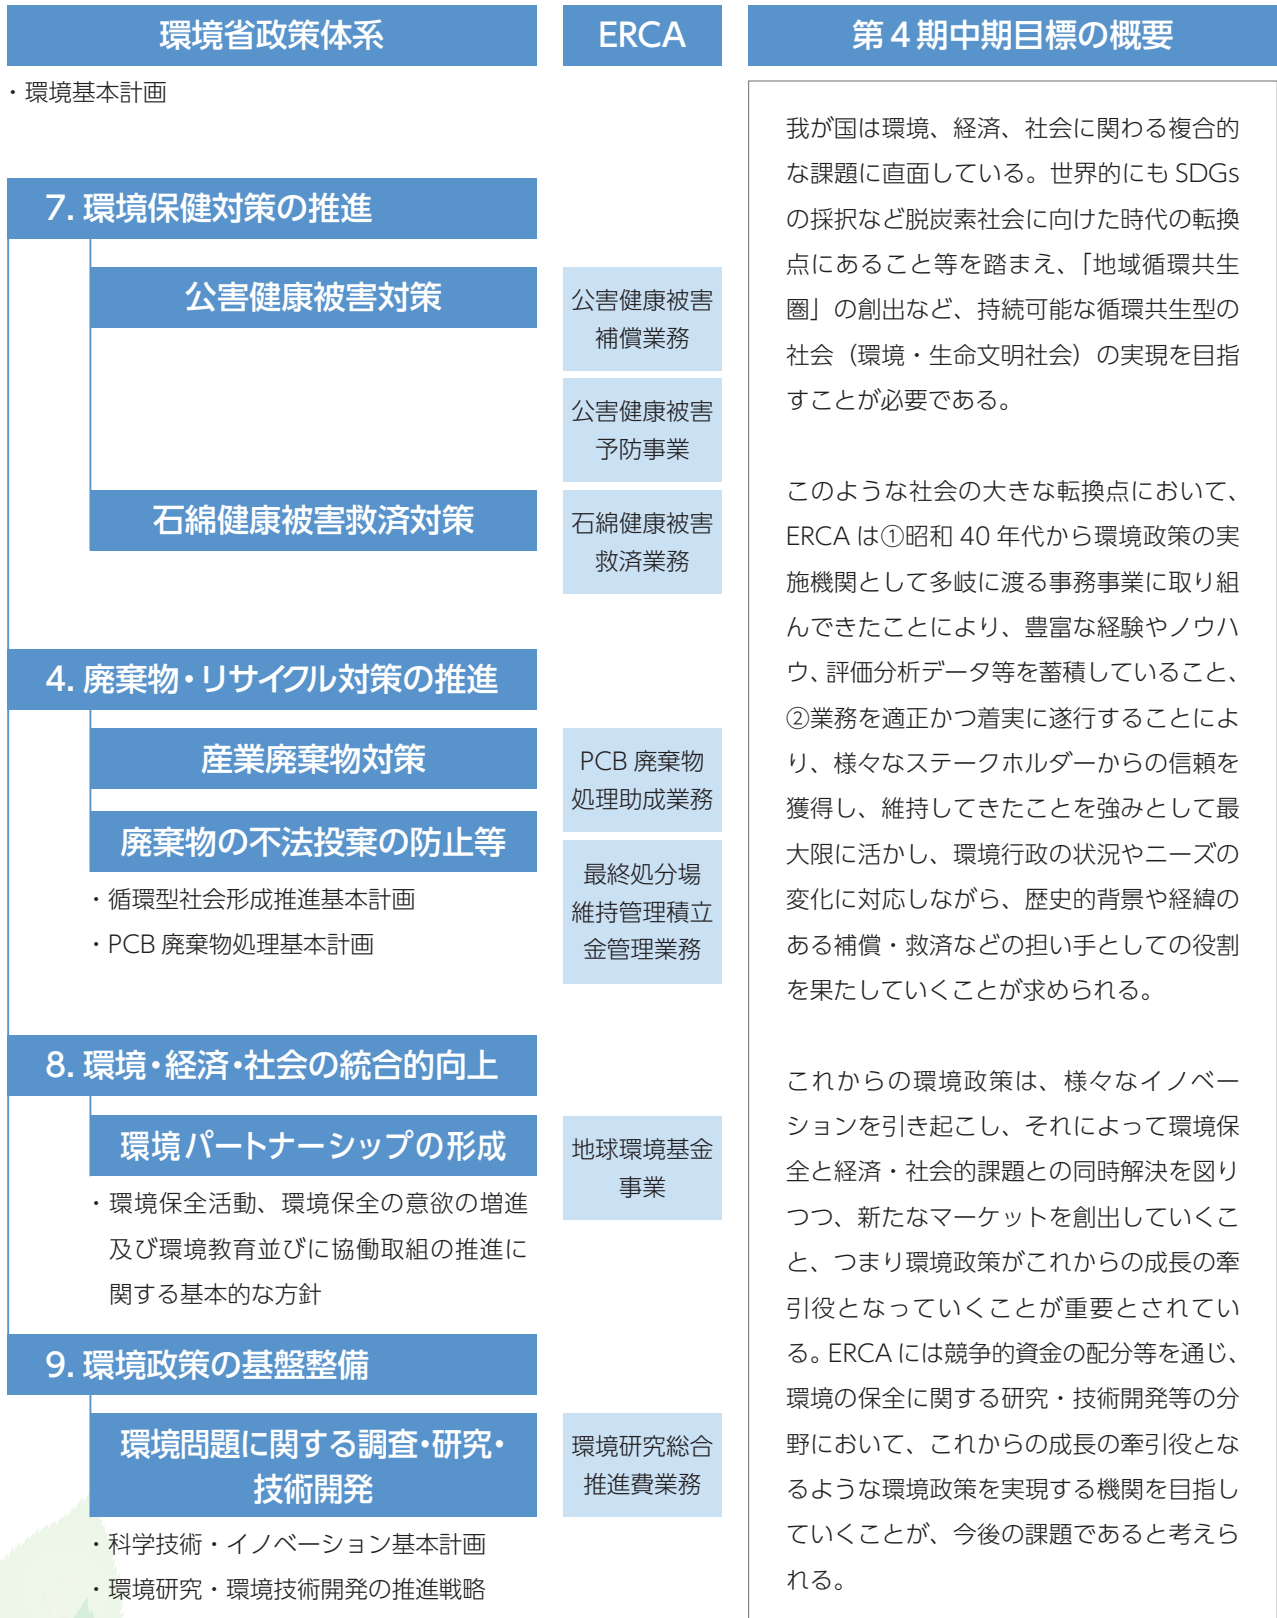 環境省政策体系
・環境基本計画
7. 環境保健対策の推進
公害健康被害対策
石綿健康被害救済対策
4. 廃棄物・リサイクル対策の推進
産業廃棄物対策
廃棄物の不法投棄の防止等
・循環型社会形成推進基本計画
・PCB 廃棄物処理基本計画
8. 環境・経済・社会の統合的向上
環境パートナーシップの形成
・環境保全活動、環境保全の意欲の増進
及び環境教育並びに協働取組の推進に
関する基本的な方針
9. 環境政策の基盤整備
環境問題に関する調査・研究・
技術開発
・科学技術・イノベーション基本計画
・環境研究・環境技術開発の推進戦略
ERCA
公害健康被害
補償業務
公害健康被害
予防事業
石綿健康被害
救済業務
PCB 廃棄物
処理助成業務
最終処分場
維持管理積立
金管理業務
地球環境基金
事業
環境研究総合
推進費業務
第４期中期目標の概要
我が国は環境、経済、社会に関わる複合的
な課題に直面している。世界的にも SDGs
の採択など脱炭素社会に向けた時代の転換
点にあること等を踏まえ、「地域循環共生
圏」の創出など、持続可能な循環共生型の
社会（環境・生命文明社会）の実現を目指
すことが必要である。
このような社会の大きな転換点において、
ERCA は①昭和 40 年代から環境政策の実
施機関として多岐に渡る事務事業に取り組
んできたことにより、豊富な経験やノウハ
ウ、評価分析データ等を蓄積していること、
②業務を適正かつ着実に遂行することによ
り、様々なステークホルダーからの信頼を
獲得し、維持してきたことを強みとして最
大限に活かし、環境行政の状況やニーズの
変化に対応しながら、歴史的背景や経緯の
ある補償・救済などの担い手としての役割
を果たしていくことが求められる。
これからの環境政策は、様々なイノベー
ションを引き起こし、それによって環境保
全と経済・社会的課題との同時解決を図り
つつ、新たなマーケットを創出していくこ
と、つまり環境政策がこれからの成長の牽
引役となっていくことが重要とされてい
る。ERCA には競争的資金の配分等を通じ、
環境の保全に関する研究・技術開発等の分
野において、これからの成長の牽引役とな
るような環境政策を実現する機関を目指し
ていくことが、今後の課題であると考えら
れる。